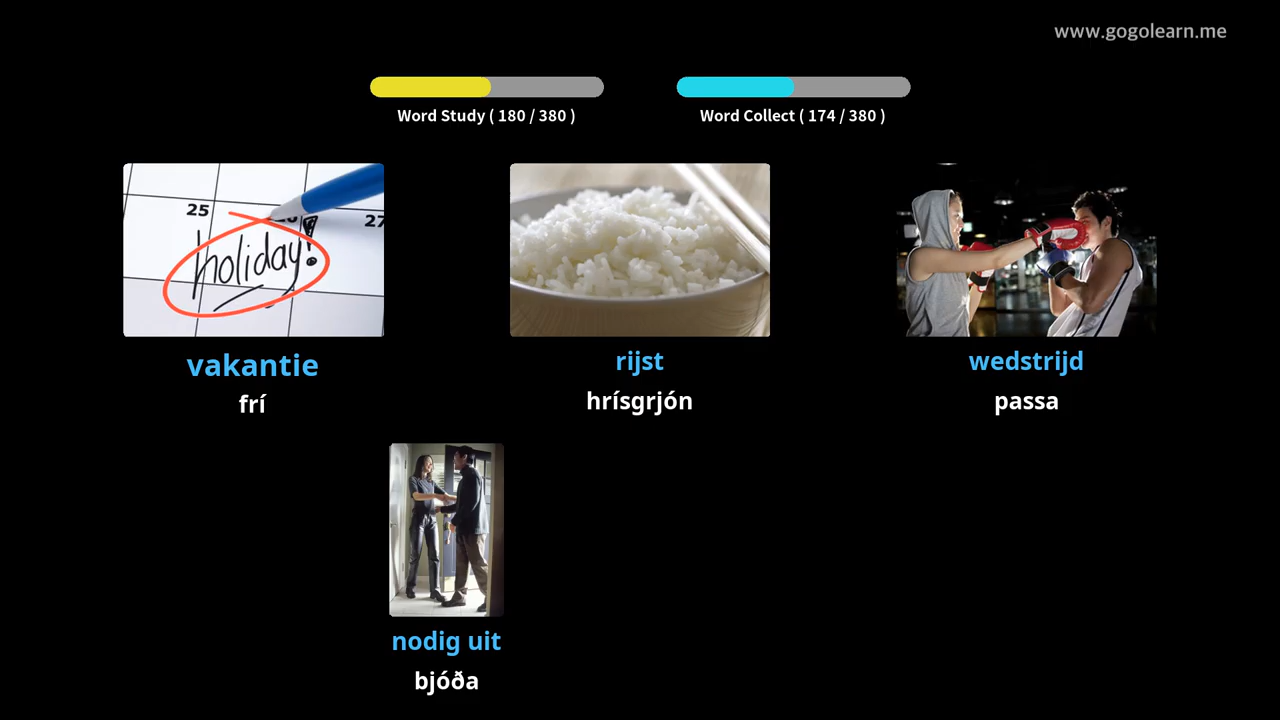 www.gogolearn.me
Word Study ( 180 / 380 )
Word Collect ( 174 / 380 )
25
27
holiday!
vakantie
frí
rijst
hrísgrjón
wedstrijd
passa
nodig uit
bjóða